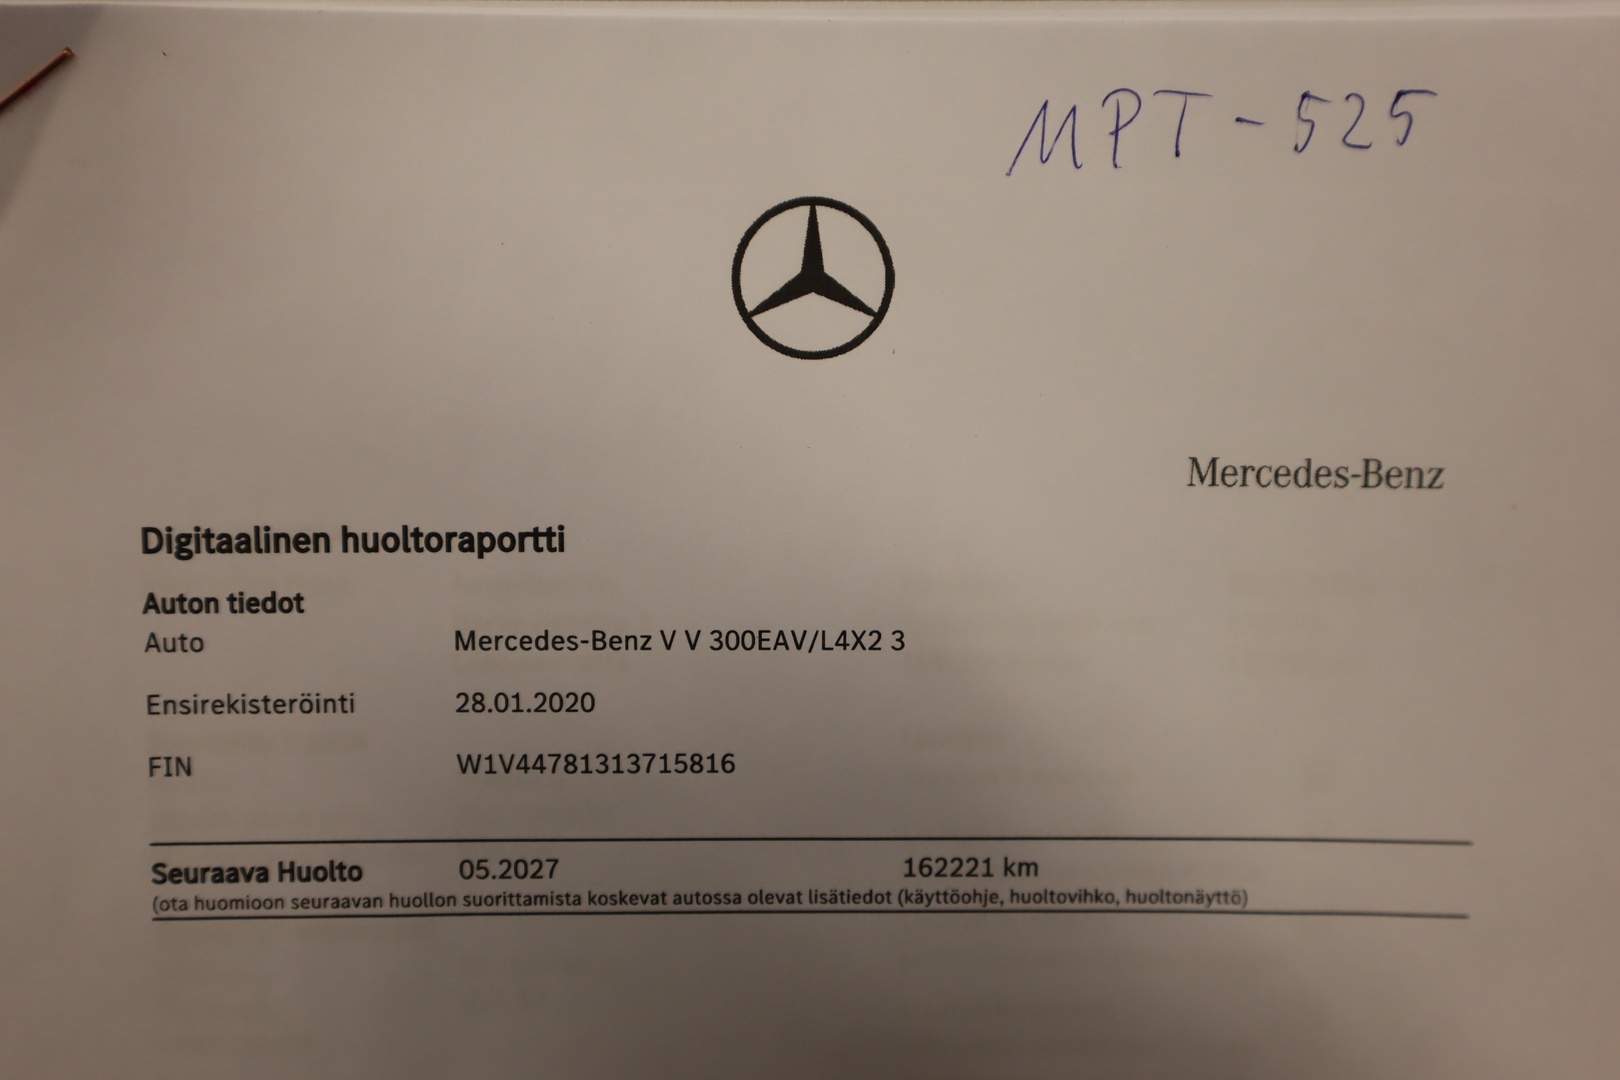 MPT-525
Mercedes-Benz
Digitaalinen huoltoraportti
Auton tiedot
Auto Mercedes-Benz V V 300EAV/L4X2 3
Ensirekisteröinti 28.01.2020
FIN W1V44781313715816
Seuraava Huolto 05.2027 162221 km
(ota huomioon seuraavan huollon suorittamista koskevat autossa olevat lisätiedot (käyttöohje, huoltovihko, huoltonäyttö)